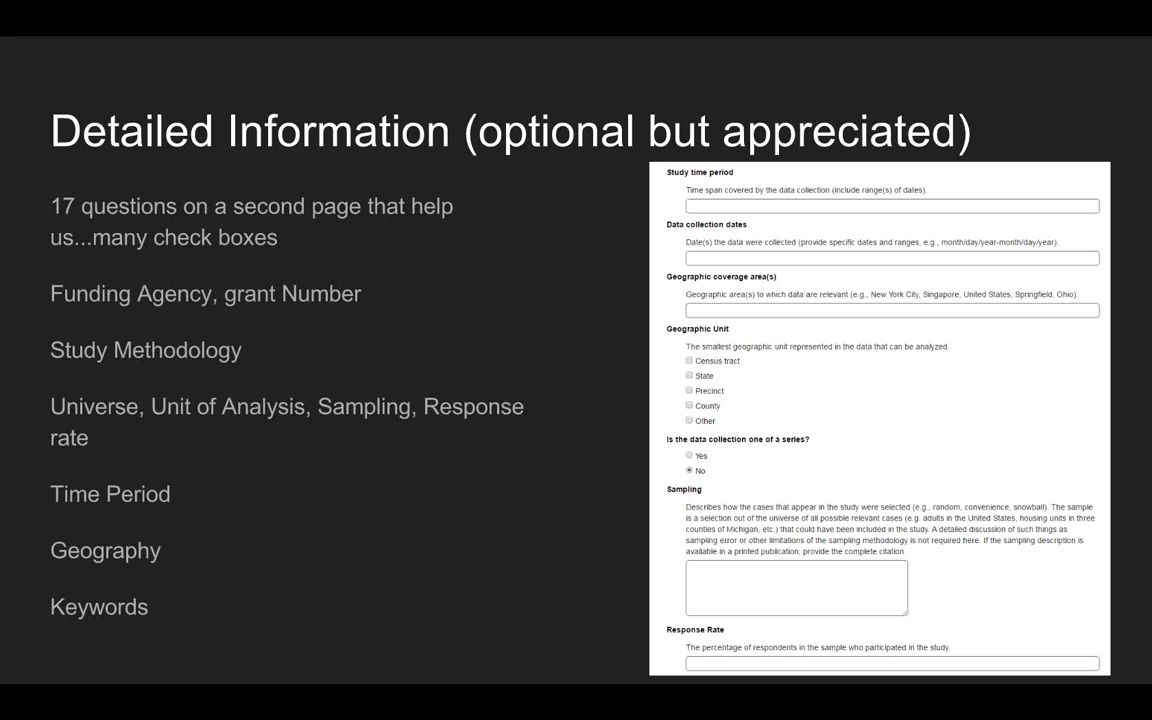 Detailed Information (optional but appreciated)
17 questions on a second page that help
us...many check boxes
Funding Agency, grant Number
Study Methodology
Universe, Unit of Analysis, Sampling, Response
rate
Time Period
Geography
Keywords
Study time period
Time span covered by the data collection (include range(s) of dates).
Data collection dates
Date(s) the data were collected (provide specific dates and ranges, e.g., month/day/year-month/day/year).
Geographic coverage area(s)
Geographic area(s) to which data are relevant (e.g., New York City, Singapore, United States, Springfield, Ohio).
Geographic Unit
The smallest geographic unit represented in the data that can be analyzed.
Census tract
State
Precinct
County
Other
Is the data collection one of a series?
Yes
No
Sampling
Describes how the cases that appear in the study were selected (e.g., random, convenience, snowball). The sample
is a selection out of the universe of all possible relevant cases (e.g. adults in the United States, housing units in three
counties of Michigan, etc.) that could have been included in the study. A detailed discussion of such things as
sampling error or other limitations of the sampling methodology is not required here. If the sampling description is
available in a printed publication, provide the complete citation.
Response Rate
The percentage of respondents in the sample who participated in the study.